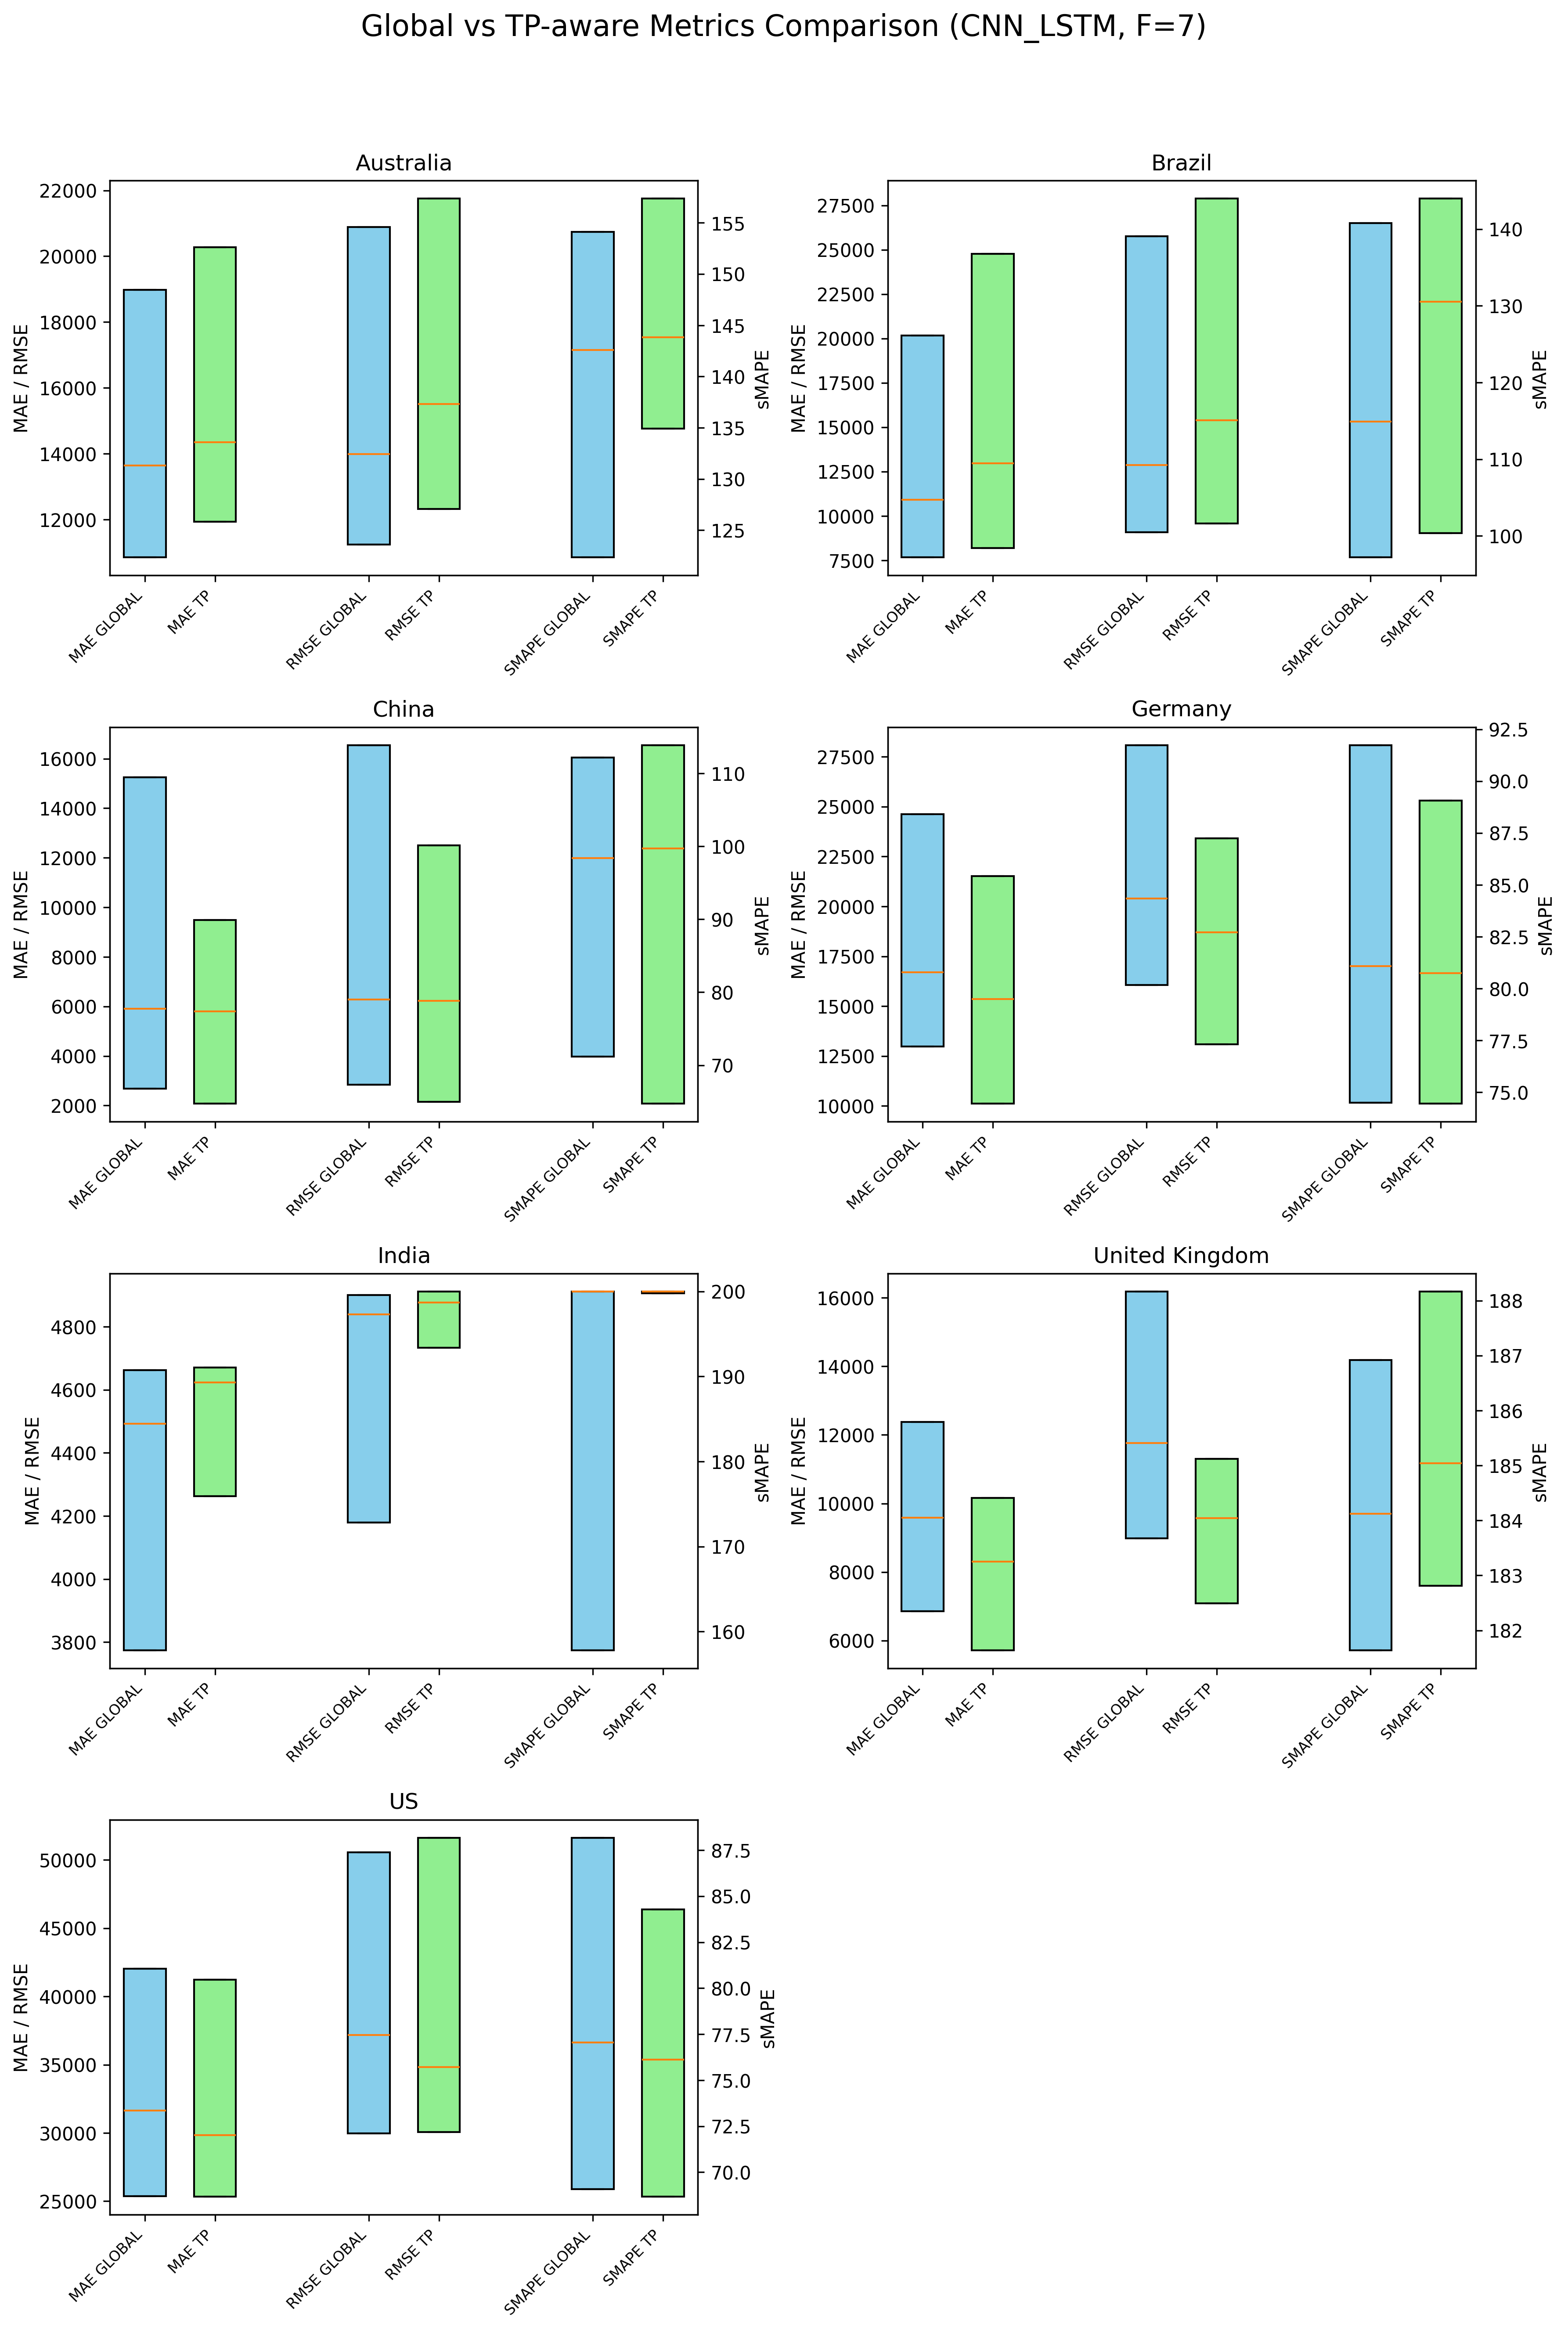 Global vs TP-aware Metrics Comparison (CNN_LSTM, F=7)
Australia
MAE / RMSE
22000
20000
18000
16000
14000
12000
155
150
145
140
135
130
125
sMAPE
MAE GLOBAL
MAE TP
RMSE GLOBAL
RMSE TP
SMAPE GLOBAL
SMAPE TP
Brazil
MAE / RMSE
27500
25000
22500
20000
17500
15000
12500
10000
7500
140
130
120
110
100
sMAPE
MAE GLOBAL
MAE TP
RMSE GLOBAL
RMSE TP
SMAPE GLOBAL
SMAPE TP
China
MAE / RMSE
16000
14000
12000
10000
8000
6000
4000
2000
110
100
90
80
70
sMAPE
MAE GLOBAL
MAE TP
RMSE GLOBAL
RMSE TP
SMAPE GLOBAL
SMAPE TP
Germany
MAE / RMSE
27500
25000
22500
20000
17500
15000
12500
10000
92.5
90.0
87.5
85.0
82.5
80.0
77.5
75.0
sMAPE
MAE GLOBAL
MAE TP
RMSE GLOBAL
RMSE TP
SMAPE GLOBAL
SMAPE TP
India
MAE / RMSE
4800
4600
4400
4200
4000
3800
200
190
180
170
160
sMAPE
MAE GLOBAL
MAE TP
RMSE GLOBAL
RMSE TP
SMAPE GLOBAL
SMAPE TP
United Kingdom
MAE / RMSE
16000
14000
12000
10000
8000
6000
188
187
186
185
184
183
182
sMAPE
MAE GLOBAL
MAE TP
RMSE GLOBAL
RMSE TP
SMAPE GLOBAL
SMAPE TP
US
MAE / RMSE
50000
45000
40000
35000
30000
25000
87.5
85.0
82.5
80.0
77.5
75.0
72.5
70.0
sMAPE
MAE GLOBAL
MAE TP
RMSE GLOBAL
RMSE TP
SMAPE GLOBAL
SMAPE TP